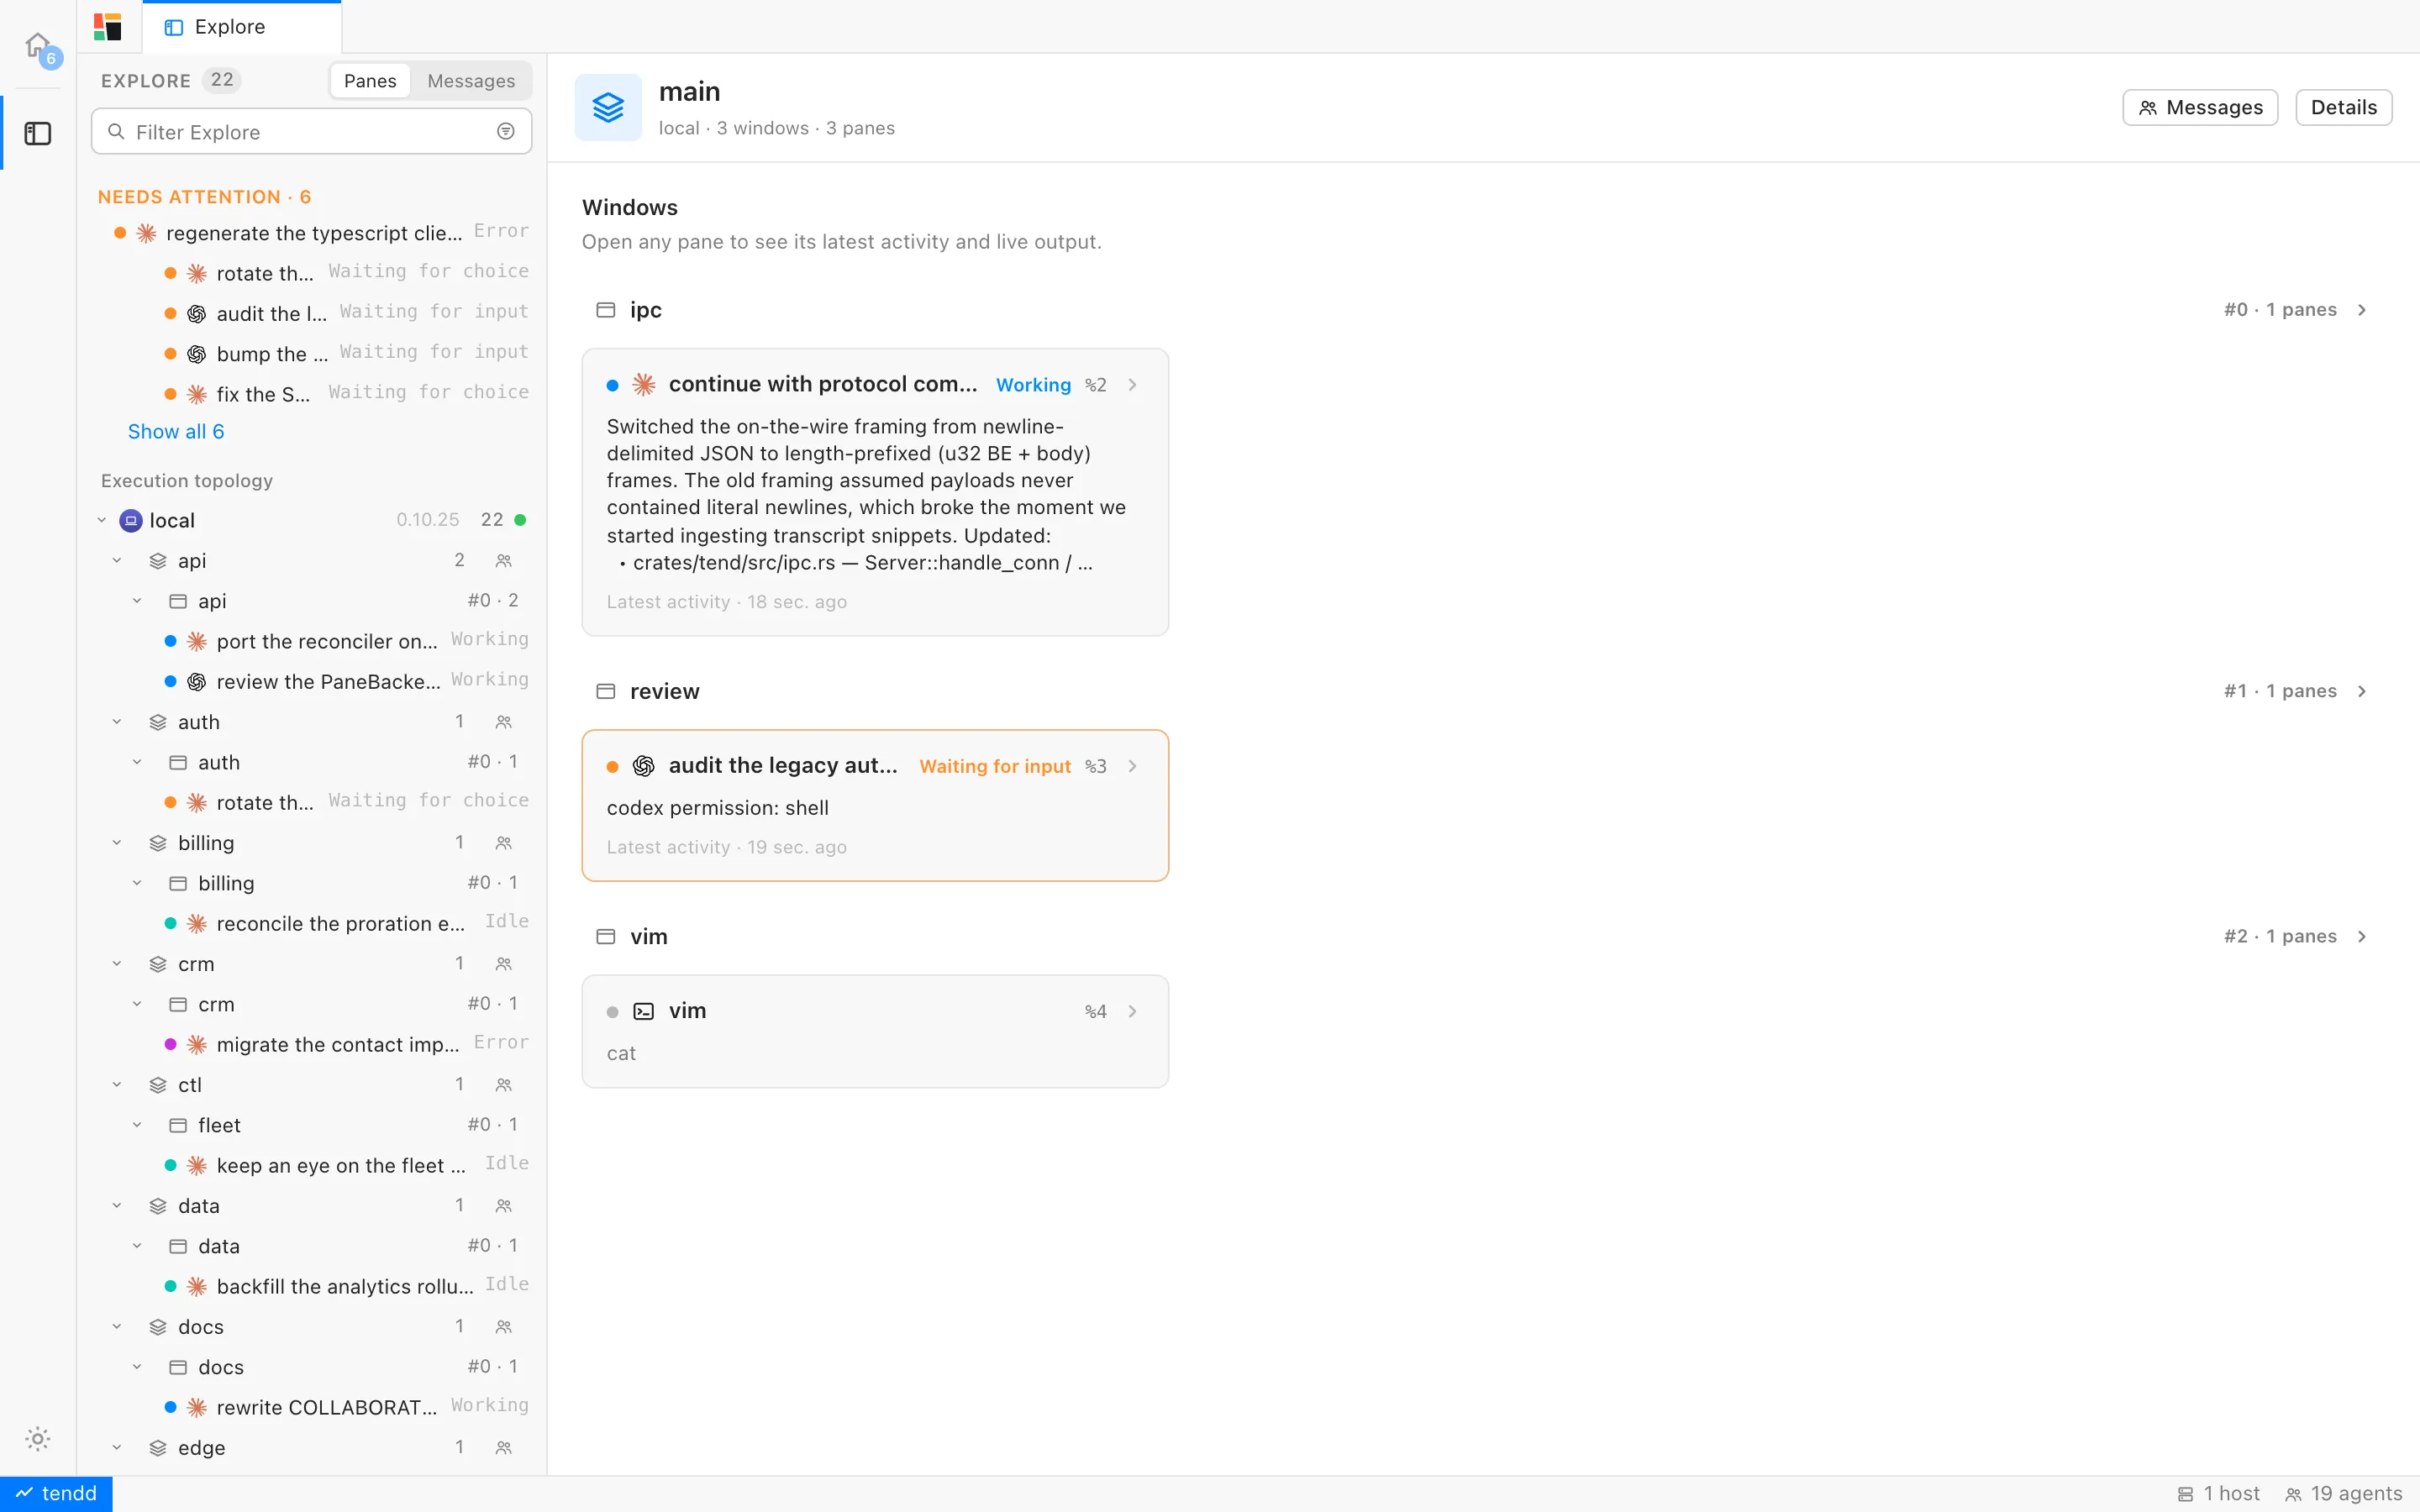 6
Explore
EXPLORE 22 Panes Messages
Filter Explore
NEEDS ATTENTION · 6
regenerate the typescript clie... Error
rotate th... Waiting for choice
audit the l... Waiting for input
bump the ... Waiting for input
fix the S... Waiting for choice
Show all 6
Execution topology
local 0.10.25 22
api 2
api #0 · 2
port the reconciler on... Working
review the PaneBacke... Working
auth 1
auth #0 · 1
rotate th... Waiting for choice
billing 1
billing #0 · 1
reconcile the proration e... Idle
crm 1
crm #0 · 1
migrate the contact imp... Error
ctl 1
fleet #0 · 1
keep an eye on the fleet ... Idle
data 1
data #0 · 1
backfill the analytics rollu... Idle
docs 1
docs #0 · 1
rewrite COLLABORAT... Working
edge 1
main
local · 3 windows · 3 panes
Messages Details
Windows
Open any pane to see its latest activity and live output.
ipc #0 · 1 panes
continue with protocol com... Working %2
Switched the on-the-wire framing from newline-
delimited JSON to length-prefixed (u32 BE + body)
frames. The old framing assumed payloads never
contained literal newlines, which broke the moment we
started ingesting transcript snippets. Updated:
• crates/tend/src/ipc.rs — Server::handle_conn / ...
Latest activity · 18 sec. ago
review #1 · 1 panes
audit the legacy aut... Waiting for input %3
codex permission: shell
Latest activity · 19 sec. ago
vim #2 · 1 panes
vim %4
cat
tendd 1 host 19 agents